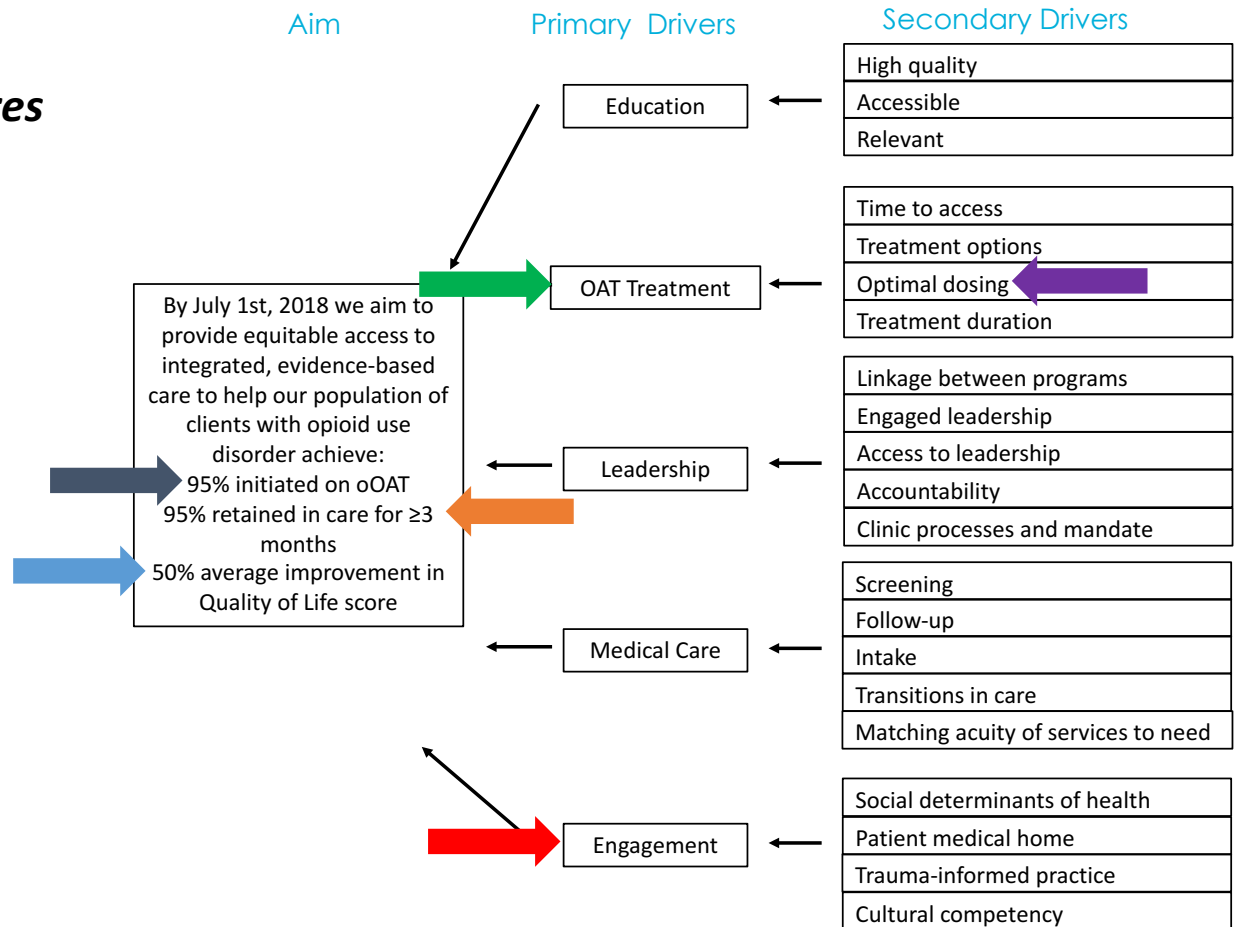 Aim
Primary Drivers
Secondary Drivers
res
By July 1st, 2018 we aim to
provide equitable access to
integrated, evidence-based
care to help our population of
clients with opioid use
disorder achieve:
95% initiated on oOAT
95% retained in care for ≥3
months
50% average improvement in
Quality of Life score
Education
High quality
Accessible
Relevant
OAT Treatment
Time to access
Treatment options
Optimal dosing
Treatment duration
Leadership
Linkage between programs
Engaged leadership
Access to leadership
Accountability
Clinic processes and mandate
Medical Care
Screening
Follow-up
Intake
Transitions in care
Matching acuity of services to need
Engagement
Social determinants of health
Patient medical home
Trauma-informed practice
Cultural competency